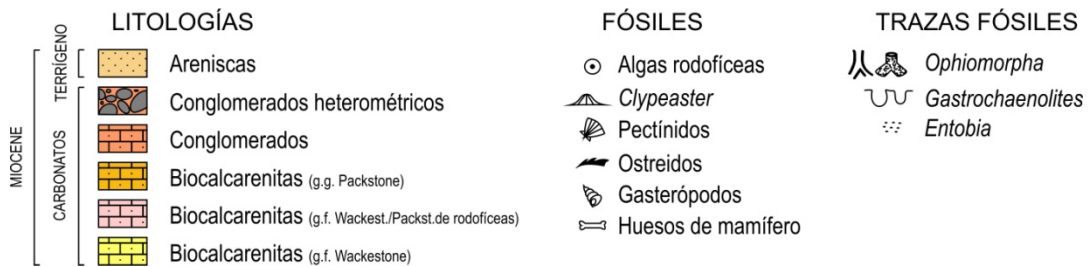 LITOLOGÍAS
MIOCENE
TERRÍGENO
CARBONATOS
Areniscas
Conglomerados heterométricos
Conglomerados
Biocalcarenitas (g.g. Packstone)
Biocalcarenitas (g.f. Wackest./Packst.de rodofíceas)
Biocalcarenitas (g.f. Wackestone)
FÓSILES
Algas rodofíceas
Clypeaster
Pectínidos
Ostreidos
Gasterópodos
Huesos de mamífero
TRAZAS FÓSILES
Ophiomorpha
Gastrochaenolites
Entobia